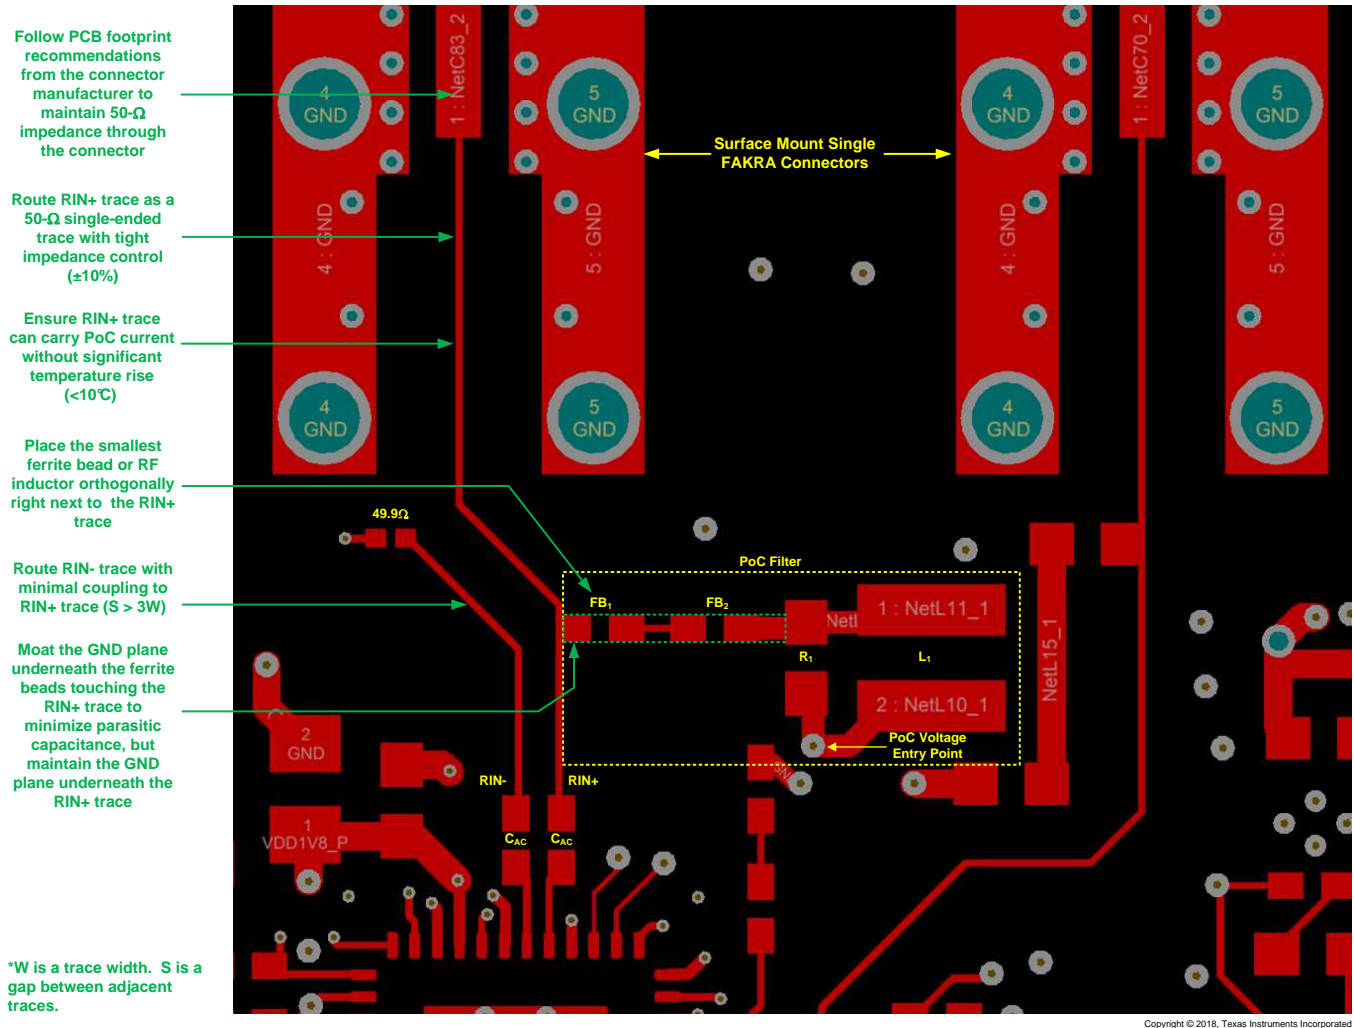 Follow PCB footprint
recommendations
from the connector
manufacturer to
maintain 50-Ω
impedance through
the connector
Route RIN+ trace as a
50-Ω single-ended
trace with tight
impedance control
(±10%)
Ensure RIN+ trace
can carry PoC current
without significant
temperature rise
(<10°C)
Place the smallest
ferrite bead or RF
inductor orthogonally
right next to the RIN+
trace
Route RIN- trace with
minimal coupling to
RIN+ trace (S > 3W)
Moat the GND plane
underneath the ferrite
beads touching the
RIN+ trace to
minimize parasitic
capacitance, but
maintain the GND
plane underneath the
RIN+ trace
*W is a trace width. S is a
gap between adjacent
traces.
4
GND
1 : NetC83_2
5
GND
Surface Mount Single
FAKRA Connectors
4
GND
1 : NetC70_2
5
GND
4 : GND
5 : GND
4 : GND
5 : GND
4
GND
5
GND
4
GND
5
GND
49.9Ω
PoC Filter
FB1
FB2
NetL
1 : NetL11_1
R1
L1
NetL15_1
2 : NetL10_1
PoC Voltage
Entry Point
2
GND
RIN-
RIN+
1
VDD1V8_P
CAC
CAC
Copyright © 2018, Texas Instruments Incorporated